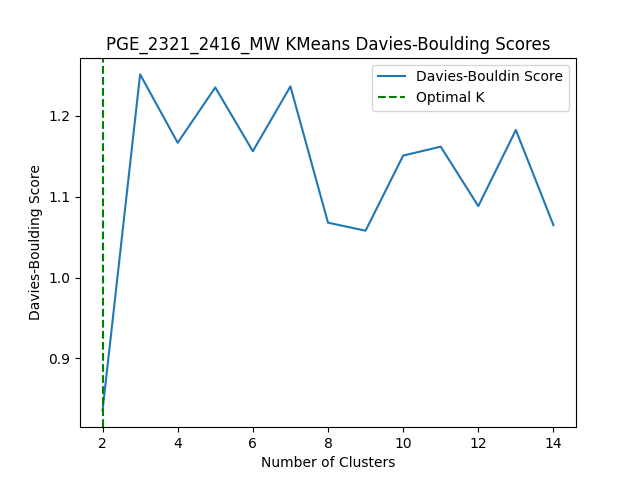 PGE_2321_2416_MW KMeans Davies-Boulding Scores
Davies-Bouldin Score
Optimal K
Davies-Boulding Score
1.2
1.1
1.0
0.9
2 4 6 8 10 12 14
Number of Clusters